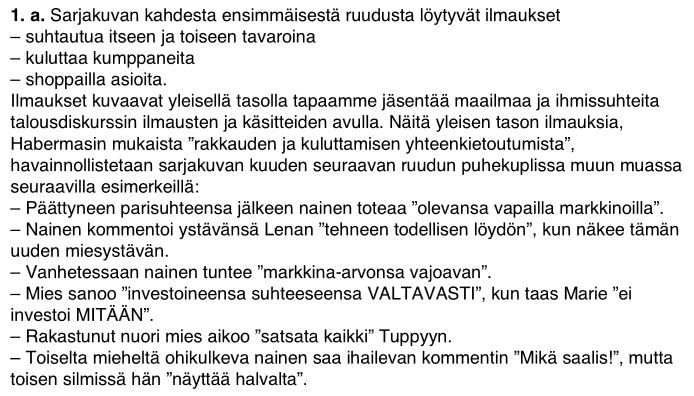 1. a. Sarjakuvan kahdesta ensimmäisestä ruudusta löytyvät ilmaukset
– suhtautua itseen ja toiseen tavaroina
– kuluttaa kumppaneita
– shoppailla asioita.
Ilmaukset kuvaavat yleisellä tasolla tapaamme jäsentää maailmaa ja ihmissuhteita
talousdiskurssin ilmausten ja käsitteiden avulla. Näitä yleisen tason ilmauksia,
Habermasin mukaista ”rakkauden ja kuluttamisen yhteenkietoutumista”,
havainnollistetaan sarjakuvan kuuden seuraavan ruudun puhekuplissa muun muassa
seuraavilla esimerkeillä:
– Päättyneen parisuhteensa jälkeen nainen toteaa ”olevansa vapailla markkinoilla”.
– Nainen kommentoi ystävänsä Lenan ”tehneen todellisen löydön”, kun näkee tämän
uuden miesystävän.
– Vanhetessaan nainen tuntee ”markkina-arvonsa vajoavan”.
– Mies sanoo ”investoineensa suhteeseensa VALTAVASTI”, kun taas Marie ”ei
investoi MITÄÄN”.
– Rakastunut nuori mies aikoo ”satsata kaikki” Tuppyyn.
– Toiselta mieheltä ohikulkeva nainen saa ihailevan kommentin ”Mikä saalis!”, mutta
toisen silmissä hän ”näyttää halvalta”.